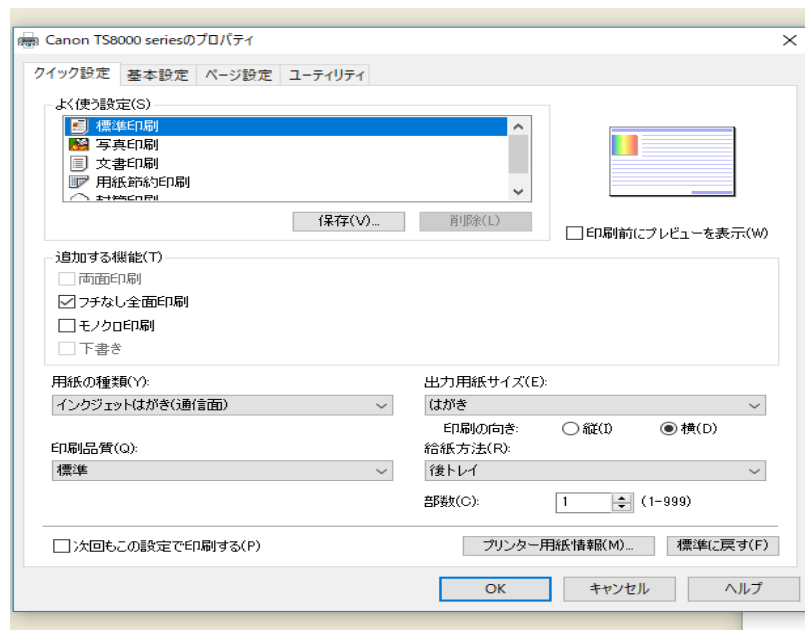 Canon TS8000 seriesのプロパティ
クイック設定 基本設定 ページ設定 ユーティリティ
よく使う設定(S)
標準印刷
写真印刷
文書印刷
用紙節約印刷
封筒印刷
保存(V)... 削除(L)
印刷前にプレビューを表示(W)
追加する機能(T)
両面印刷
フチなし全面印刷
モノクロ印刷
下書き
用紙の種類(Y): 出力用紙サイズ(E):
インクジェットはがき(通信面) はがき
印刷の向き: 縦(I) 横(D)
印刷品質(Q): 給紙方法(R):
標準 後トレイ
部数(C): 1 (1-999)
次回もこの設定で印刷する(P) プリンター用紙情報(M)... 標準に戻す(F)
OK キャンセル ヘルプ